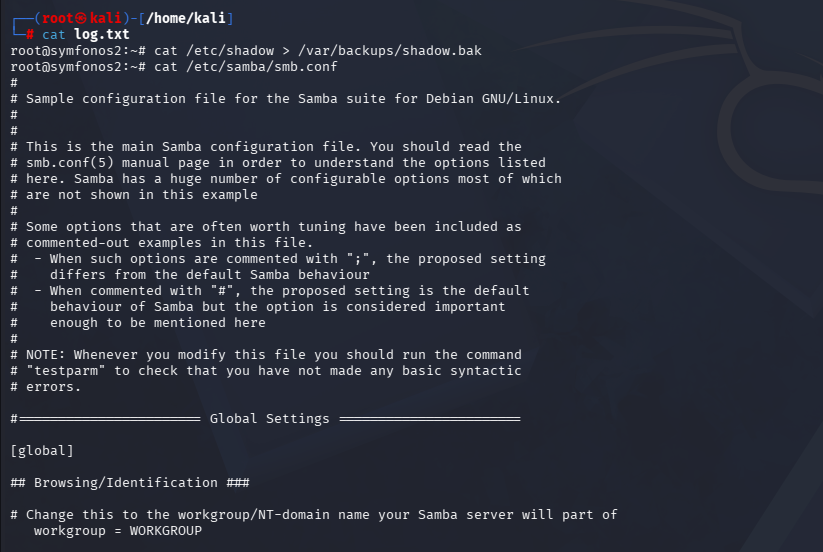 ┌──(root㉿kali)-[/home/kali]
└─# cat log.txt
root@symfonos2:~# cat /etc/shadow > /var/backups/shadow.bak
root@symfonos2:~# cat /etc/samba/smb.conf
#
# Sample configuration file for the Samba suite for Debian GNU/Linux.
#
#
# This is the main Samba configuration file. You should read the
# smb.conf(5) manual page in order to understand the options listed
# here. Samba has a huge number of configurable options most of which
# are not shown in this example
#
# Some options that are often worth tuning have been included as
# commented-out examples in this file.
#  - When such options are commented with ";", the proposed setting
#    differs from the default Samba behaviour
#  - When commented with "#", the proposed setting is the default
#    behaviour of Samba but the option is considered important
#    enough to be mentioned here
#
# NOTE: Whenever you modify this file you should run the command
# "testparm" to check that you have not made any basic syntactic
# errors.
#======================= Global Settings =======================
[global]
## Browsing/Identification ###
# Change this to the workgroup/NT-domain name your Samba server will part of
   workgroup = WORKGROUP